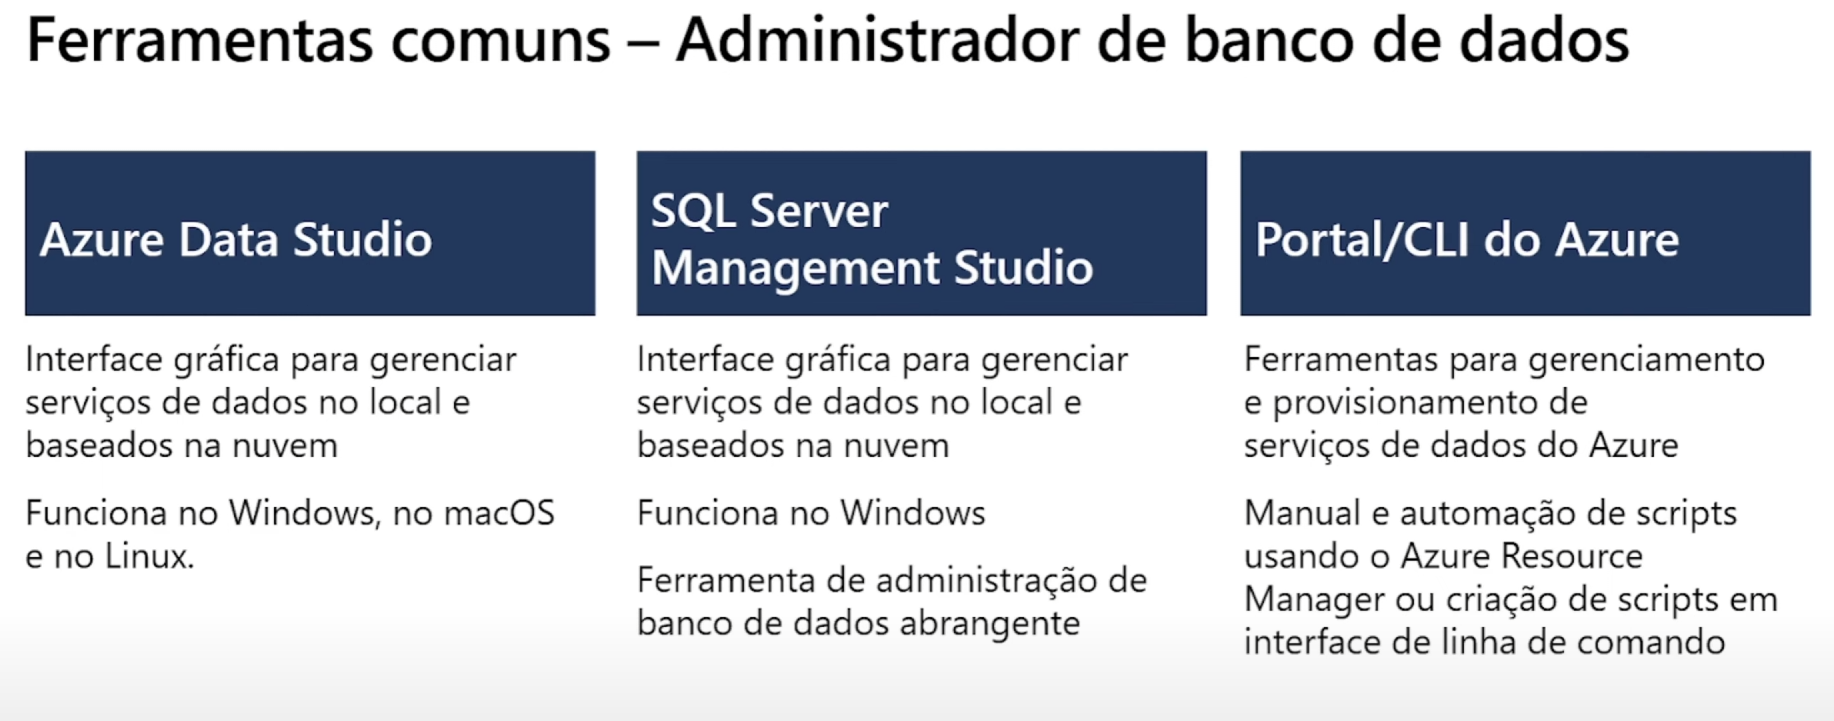 Ferramentas comuns – Administrador de banco de dados
Azure Data Studio
Interface gráfica para gerenciar
serviços de dados no local e
baseados na nuvem
Funciona no Windows, no macOS
e no Linux.
SQL Server
Management Studio
Interface gráfica para gerenciar
serviços de dados no local e
baseados na nuvem
Funciona no Windows
Ferramenta de administração de
banco de dados abrangente
Portal/CLI do Azure
Ferramentas para gerenciamento
e provisionamento de
serviços de dados do Azure
Manual e automação de scripts
usando o Azure Resource
Manager ou criação de scripts em
interface de linha de comando